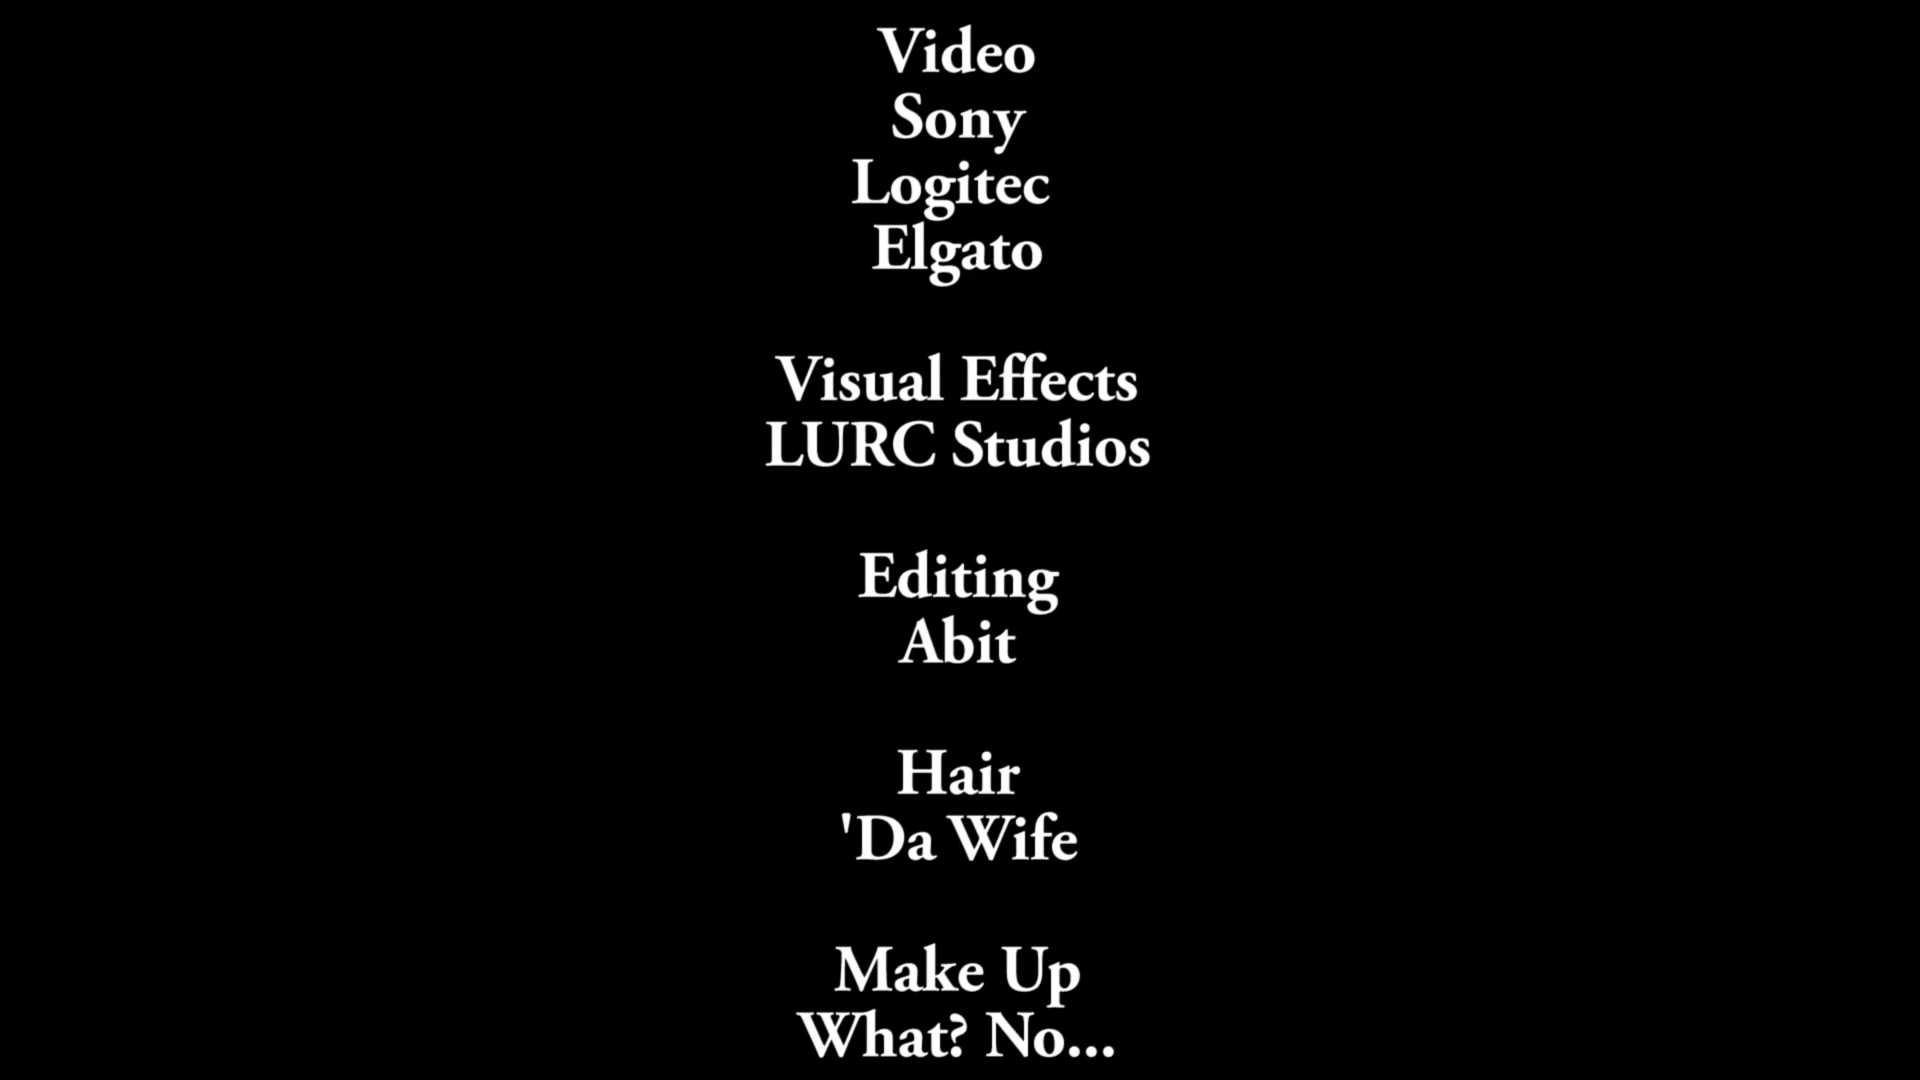 Video
Sony
Logitec
Elgato
Visual Effects
LURC Studios
Editing
Abit
Hair
'Da Wife
Make Up
What? No...